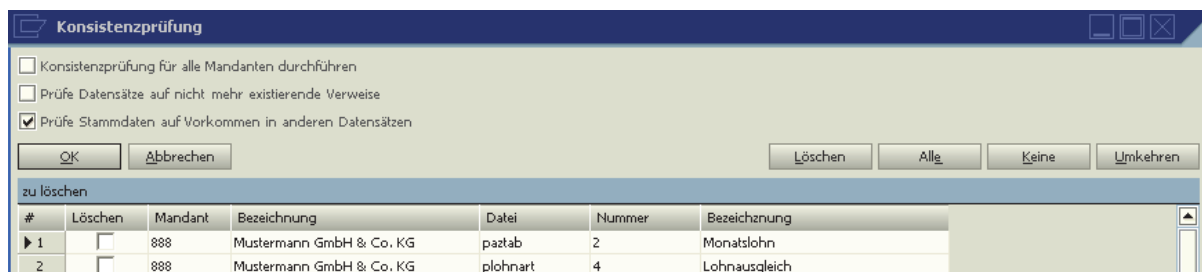 Konsistenzprüfung
Konsistenzprüfung für alle Mandanten durchführen
Prüfe Datensätze auf nicht mehr existierende Verweise
Prüfe Stammdaten auf Vorkommen in anderen Datensätzen
OK Abbrechen Löschen Alle Keine Umkehren
zu löschen
# Löschen Mandant Bezeichnung Datei Nummer Bezeichznung
1 888 Mustermann GmbH & Co. KG paztab 2 Monatslohn
2 888 Mustermann GmbH & Co. KG plohnart 4 Lohnausgleich